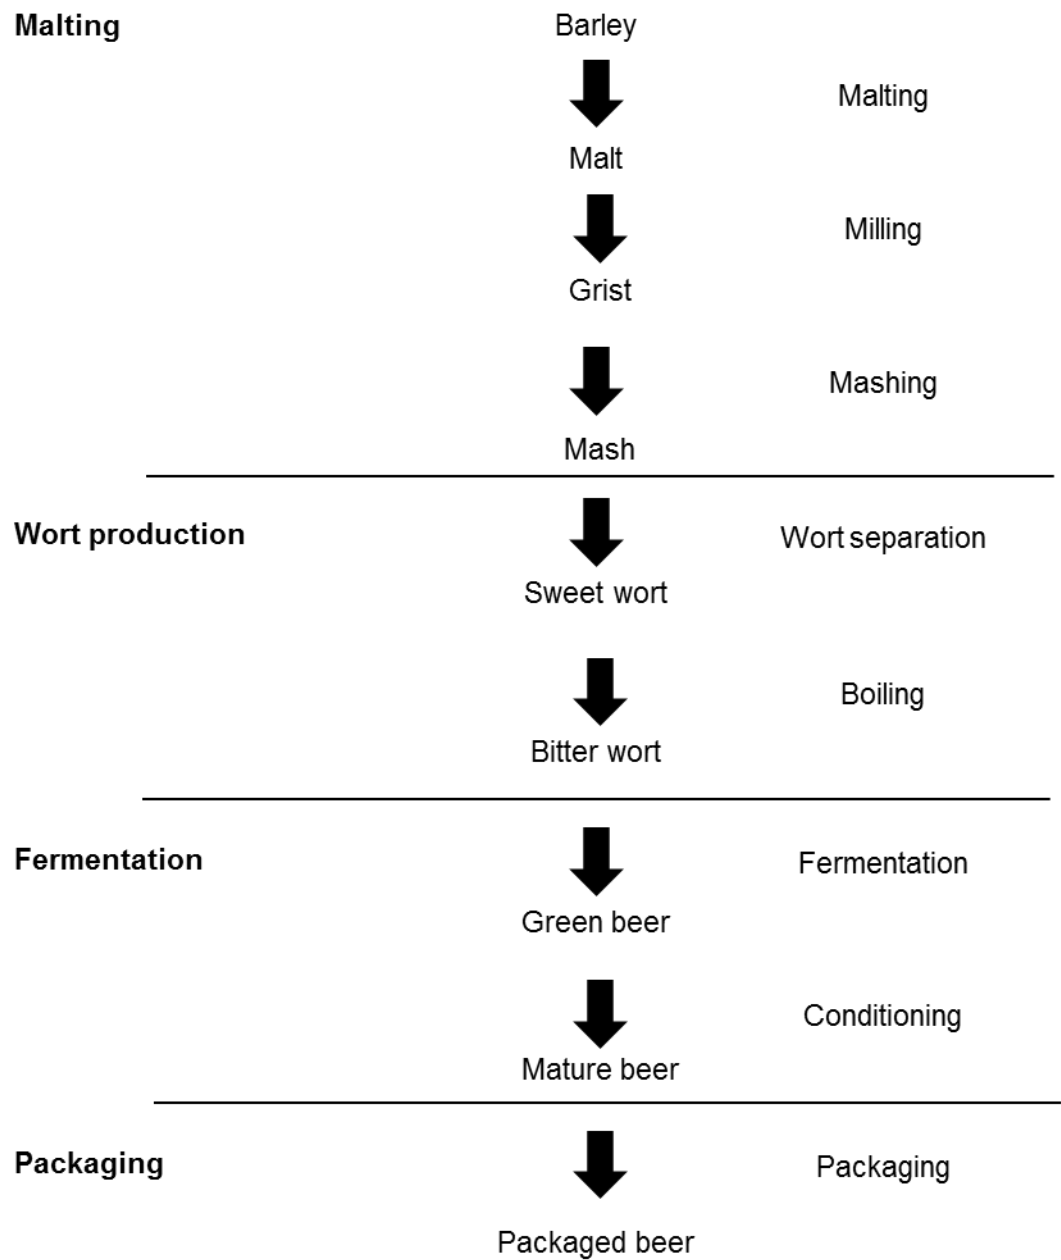 Malting
Barley
Malting
Malt
Milling
Grist
Mashing
Mash
Wort production
Wort separation
Sweet wort
Boiling
Bitter wort
Fermentation
Fermentation
Green beer
Conditioning
Mature beer
Packaging
Packaging
Packaged beer